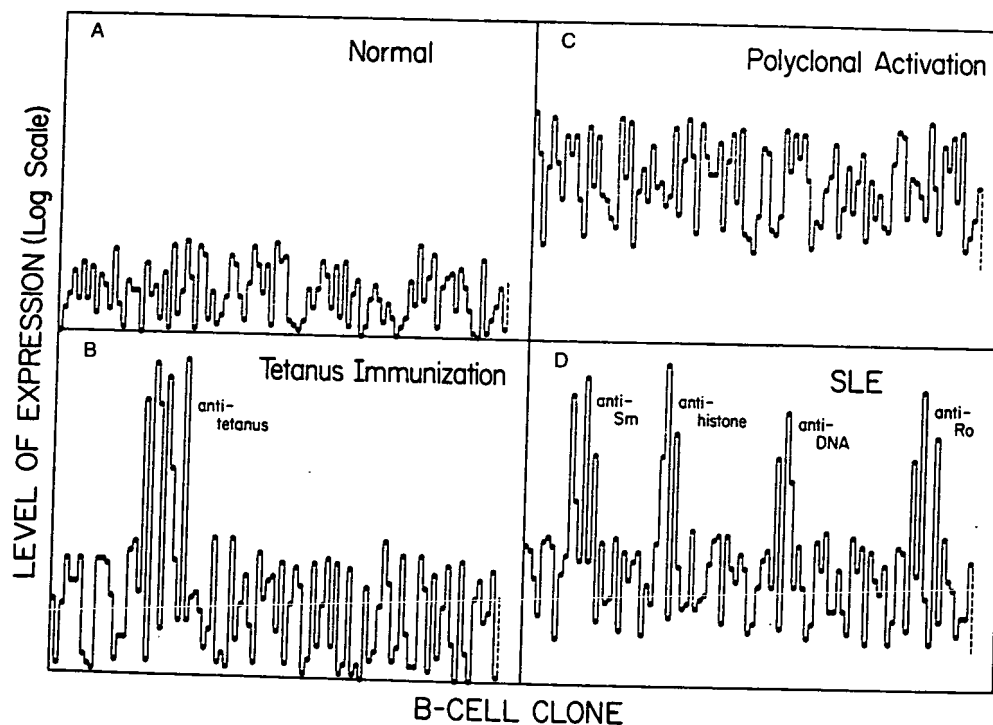 LEVEL OF EXPRESSION (Log Scale)
A
Normal
C
Polyclonal Activation
B
Tetanus Immunization
anti-
tetanus
D
SLE
anti-
Sm
anti-
histone
anti-
DNA
anti-
Ro
B-CELL CLONE